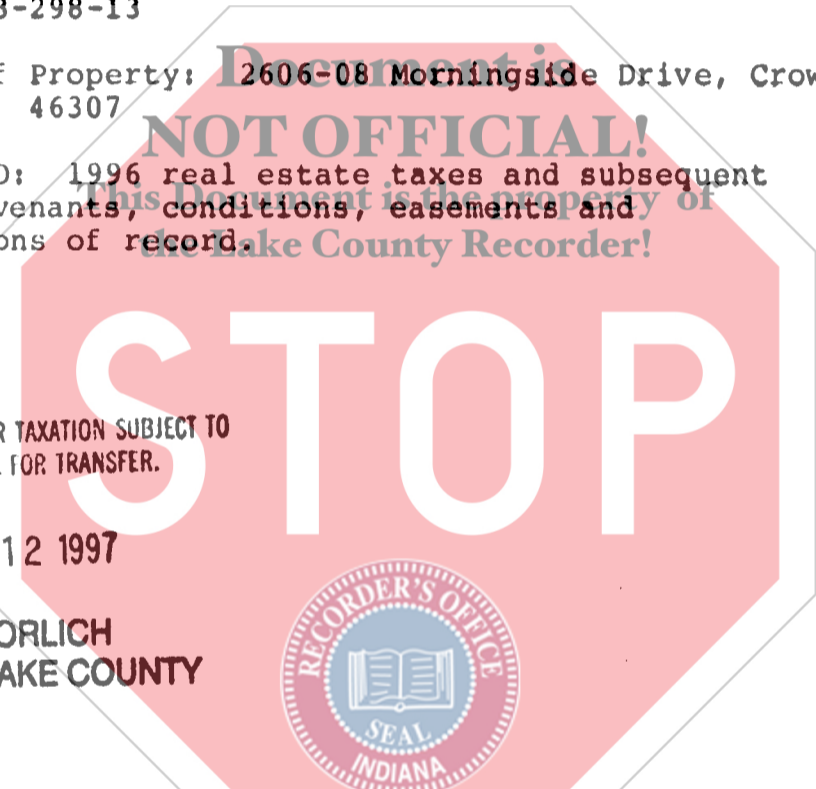 3-298-13
f Property: 2606-08 Morningside Drive, Crow
46307
Document is
NOT OFFICIAL!
This Document is the property of
the Lake County Recorder!
O: 1996 real estate taxes and subsequent
venants, conditions, easements and
ons of record.
STOP
R TAXATION SUBJECT TO
FOR TRANSFER.
12 1997
ORLICH
AKE COUNTY
RECORDER'S OFFICE
SEAL
INDIANA